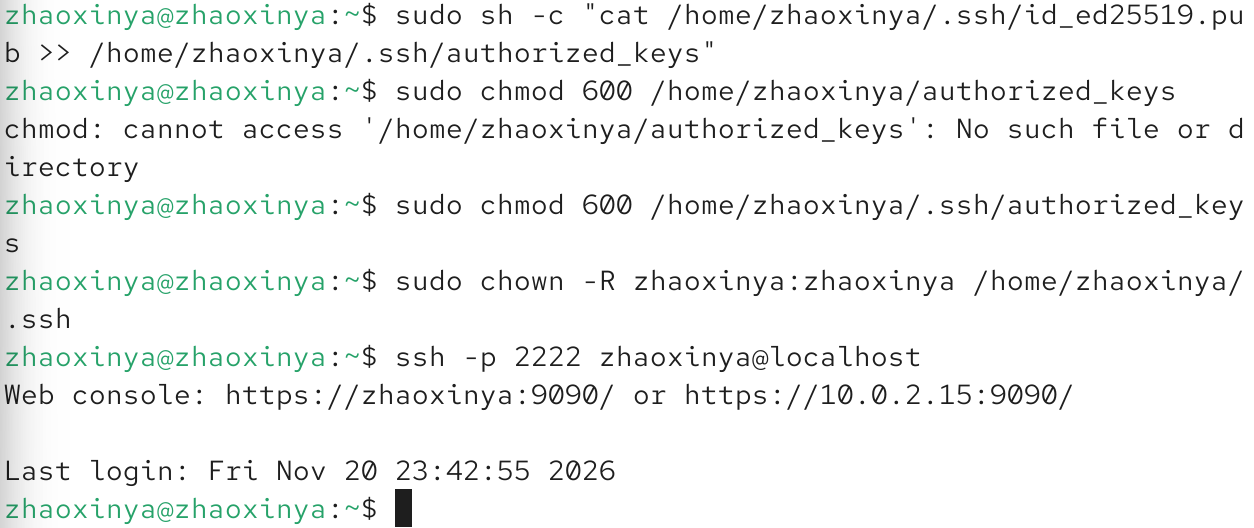 zhaoxinya@zhaoxinya:~$ sudo sh -c "cat /home/zhaoxinya/.ssh/id_ed25519.pu
b >> /home/zhaoxinya/.ssh/authorized_keys"
zhaoxinya@zhaoxinya:~$ sudo chmod 600 /home/zhaoxinya/authorized_keys
chmod: cannot access '/home/zhaoxinya/authorized_keys': No such file or d
irectory
zhaoxinya@zhaoxinya:~$ sudo chmod 600 /home/zhaoxinya/.ssh/authorized_key
s
zhaoxinya@zhaoxinya:~$ sudo chown -R zhaoxinya:zhaoxinya /home/zhaoxinya/
.ssh
zhaoxinya@zhaoxinya:~$ ssh -p 2222 zhaoxinya@localhost
Web console: https://zhaoxinya:9090/ or https://10.0.2.15:9090/

Last login: Fri Nov 20 23:42:55 2026
zhaoxinya@zhaoxinya:~$